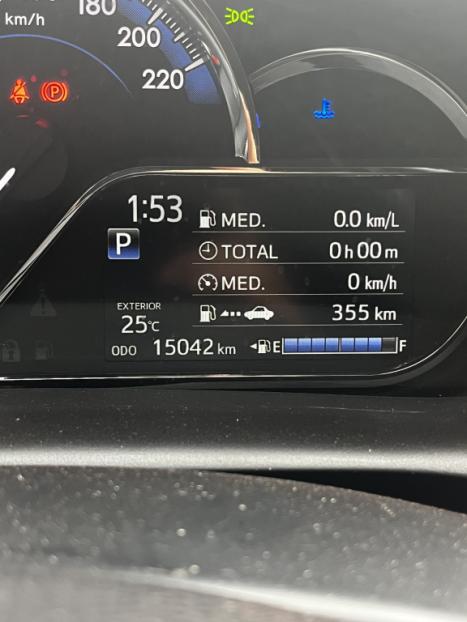 km/h
180
200
220
P
1:53
MED. 0.0 km/L
P
TOTAL 0 h 00 m
MED. 0 km/h
355 km
EXTERIOR
25°C
ODO 15042 km E F